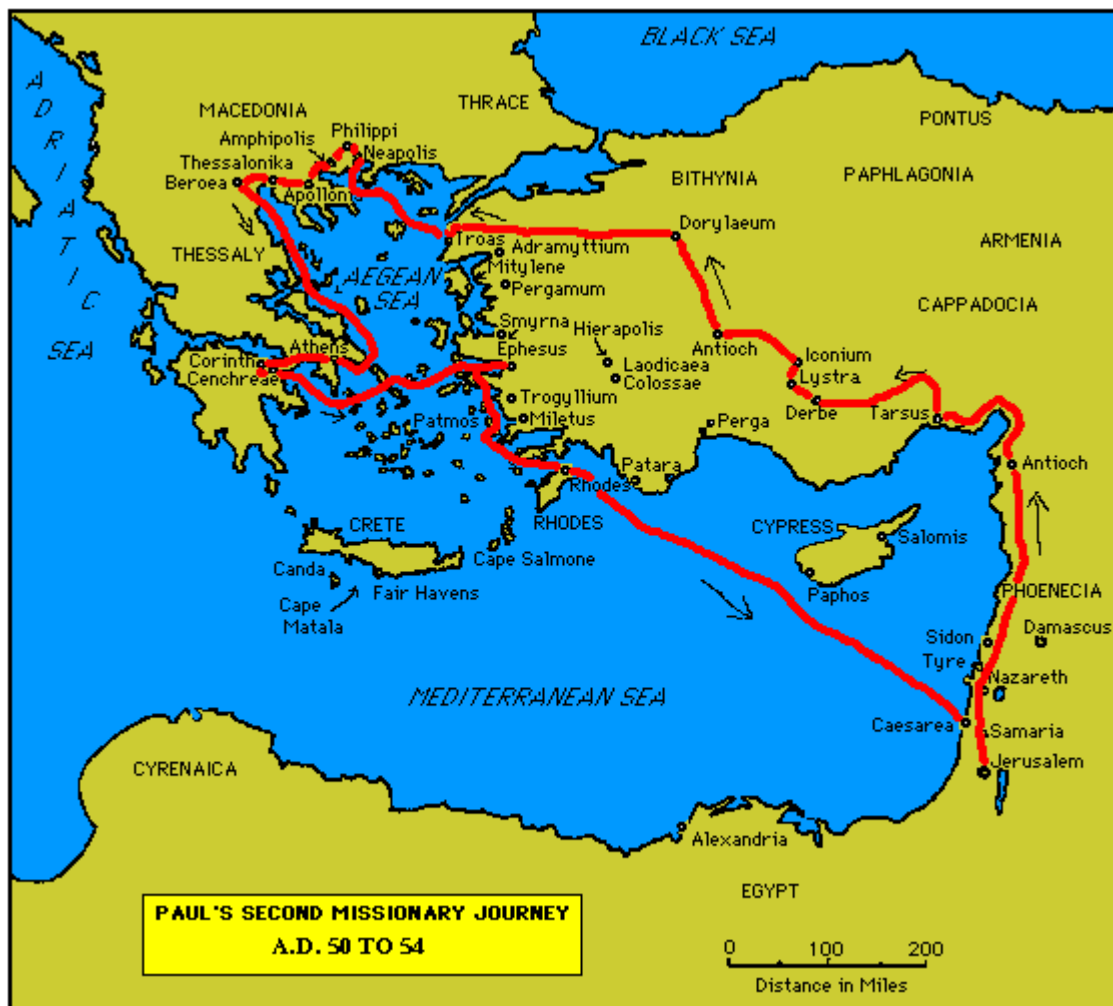 BLACK SEA
ADRIATIC SEA
MACEDONIA
THRACE
PONTUS
Amphipolis
Philippi
Neapolis
Thessalonika
Beroea
Apollonia
BITHYNIA
PAPHLAGONIA
Dorylaeum
ARMENIA
THESSALY
AEGEAN
SEA
Troas
Adramyttium
Mitylene
Pergamum
CAPPADOCIA
Smyrna
Hierapolis
Antioch
Iconium
Athens
Corinth
Cenchreae
Ephesus
Laodicaea
Colossae
Lystra
Derbe
Tarsus
Trogyllium
Miletus
Patmos
Perga
Antioch
Patara
Rhodes
RHODES
CRETE
Cape Salmone
CYPRESS
Salomis
Canda
Fair Havens
Paphos
Cape
Matala
PHOENECIA
Damascus
Sidon
Tyre
Nazareth
MEDITERRANEAN SEA
Caesarea
Samaria
Jerusalem
CYRENAICA
Alexandria
EGYPT
PAUL'S SECOND MISSIONARY JOURNEY
A.D. 50 TO 54
0 100 200
Distance in Miles